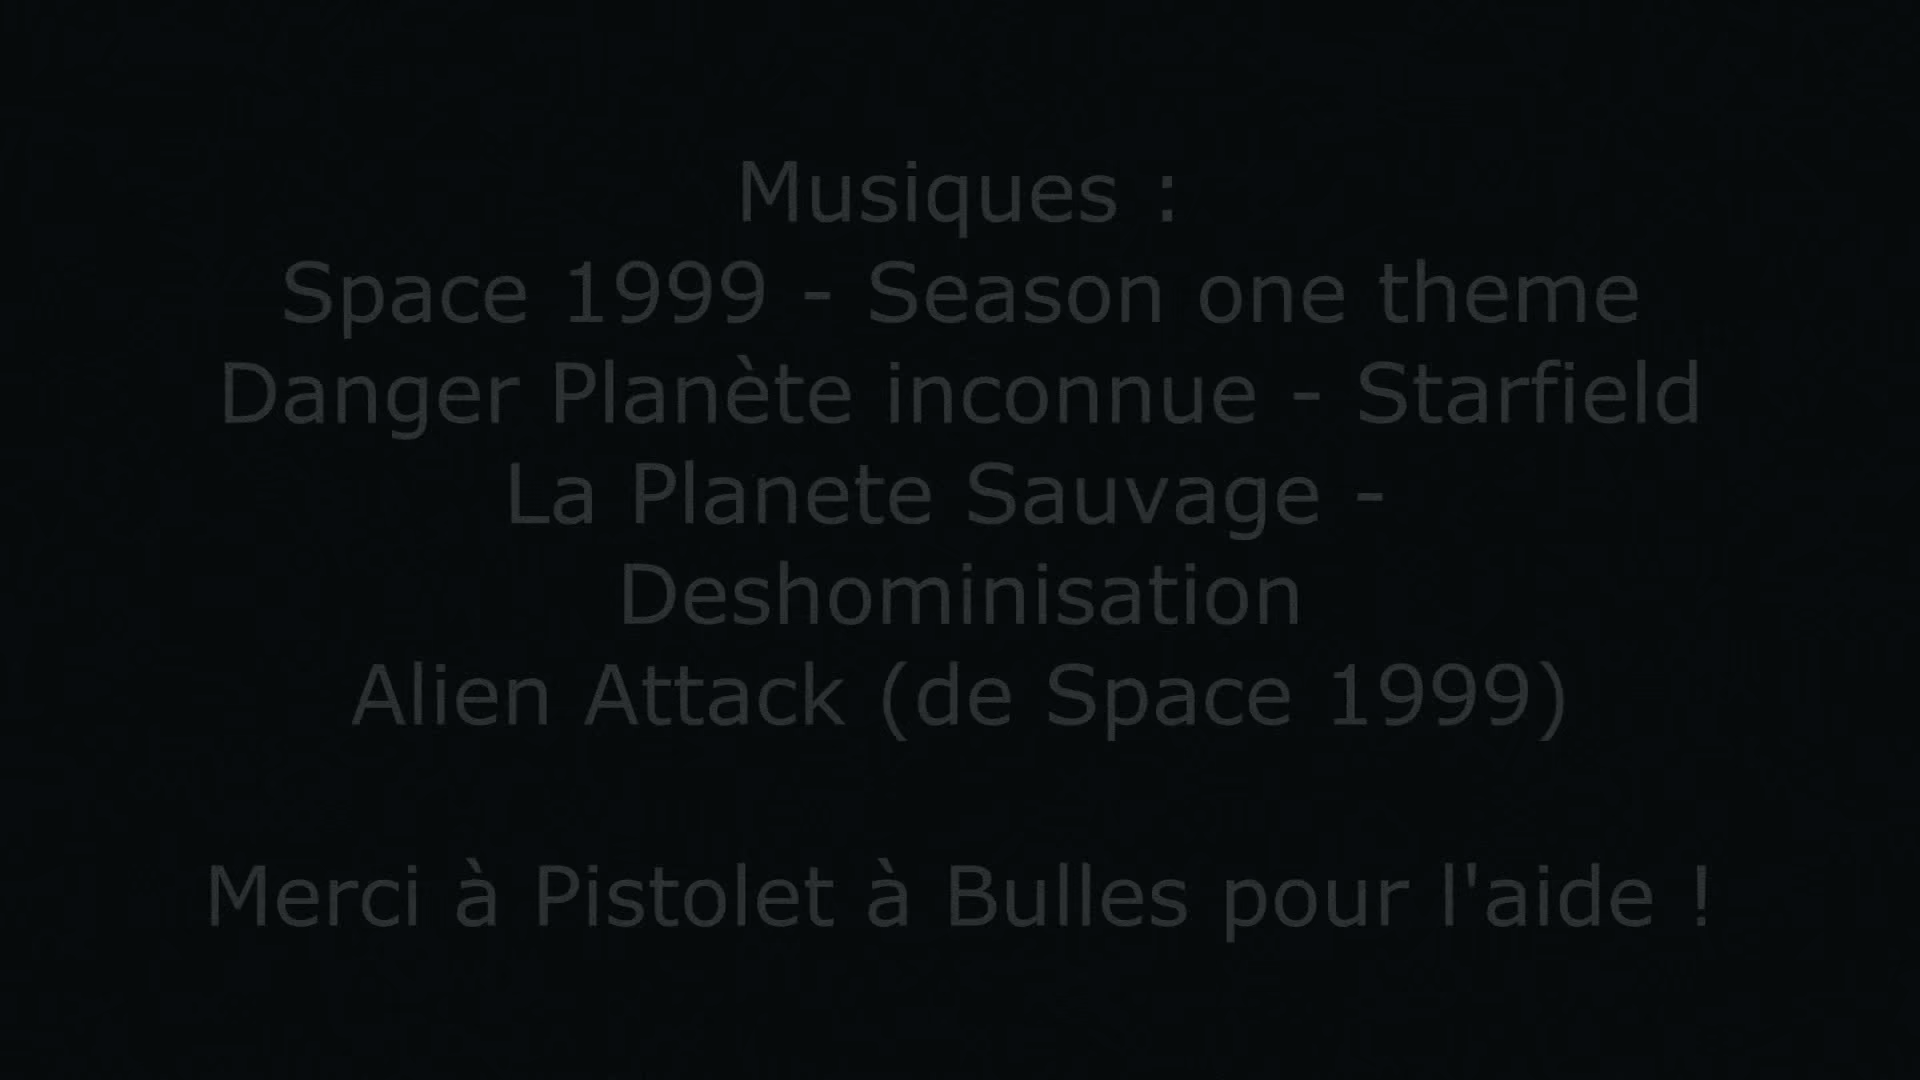 Musiques :
Space 1999 - Season one theme
Danger Planète inconnue - Starfield
La Planete Sauvage -
Deshominisation
Alien Attack (de Space 1999)
Merci à Pistolet à Bulles pour l'aide !